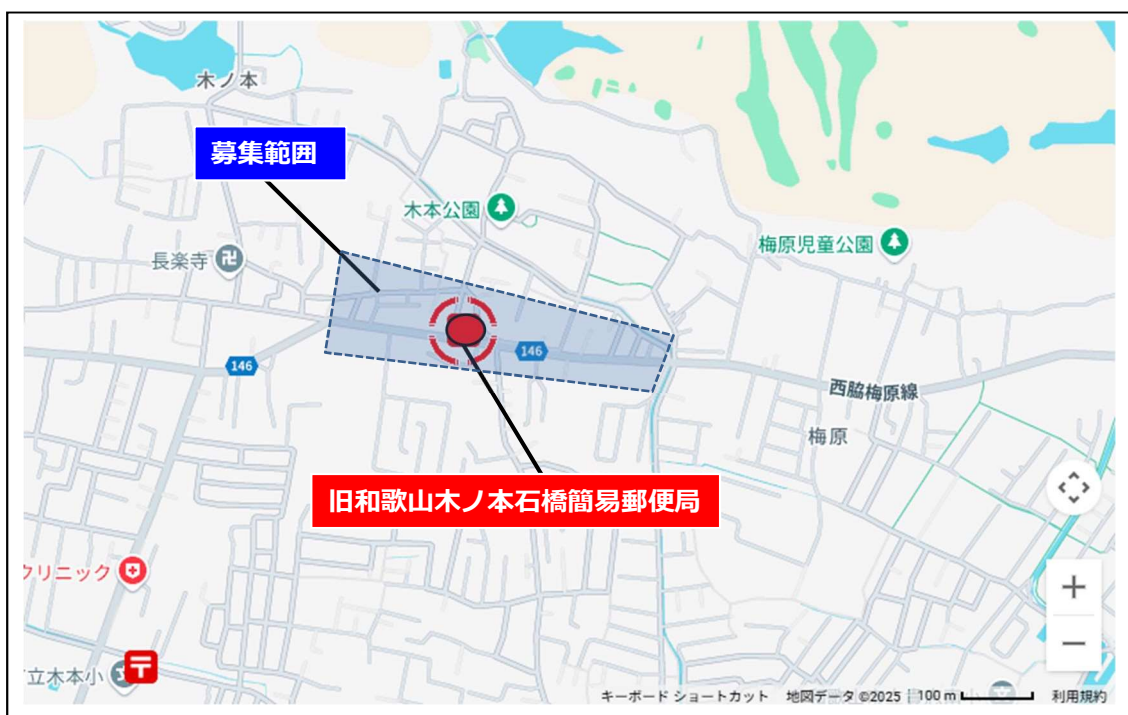 木ノ本
募集範囲
木本公園
梅原児童公園
長楽寺
146
146
西脇梅原線
梅原
旧和歌山木ノ本石橋簡易郵便局
クリニック
立木本小
キーボード ショートカット 地図データ ©2025 100 m 利用規約